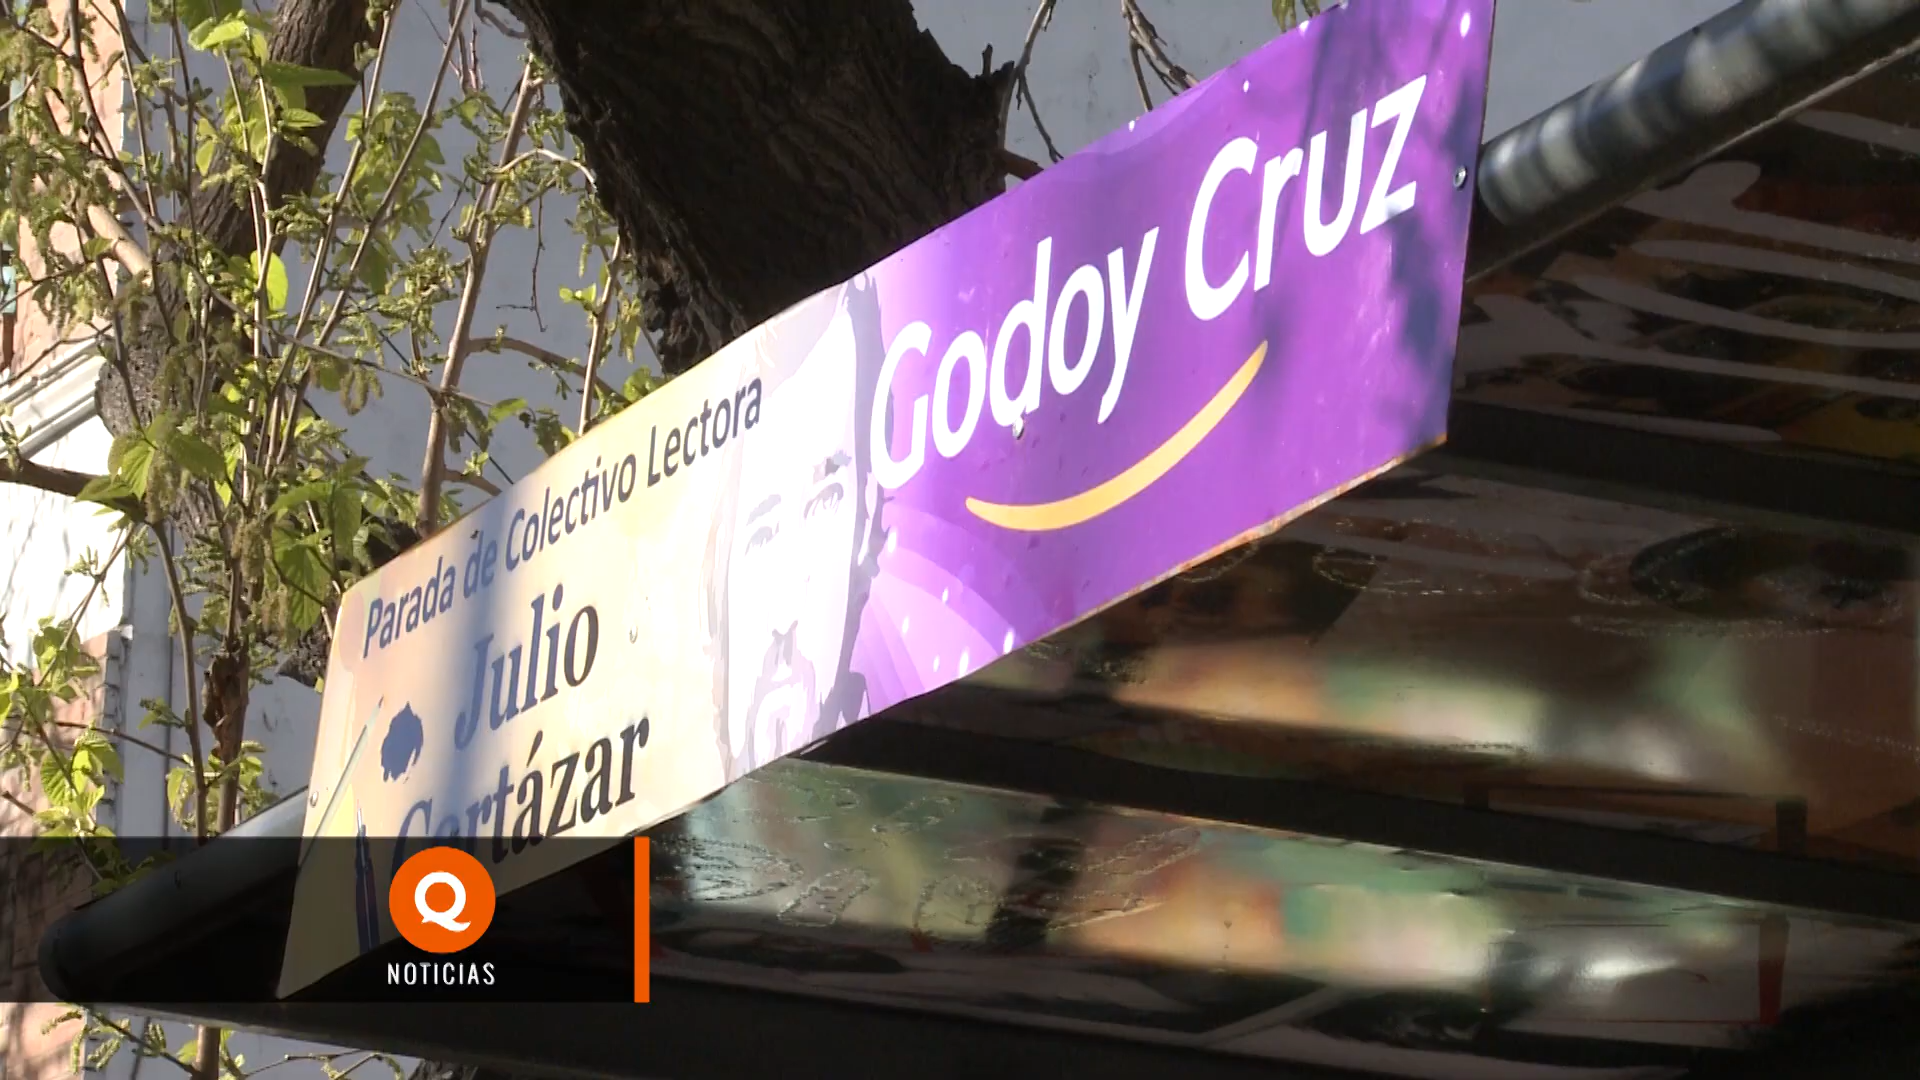 Parada de Colectivo Lectora
Julio
Cortázar
Godoy Cruz
Q
NOTICIAS